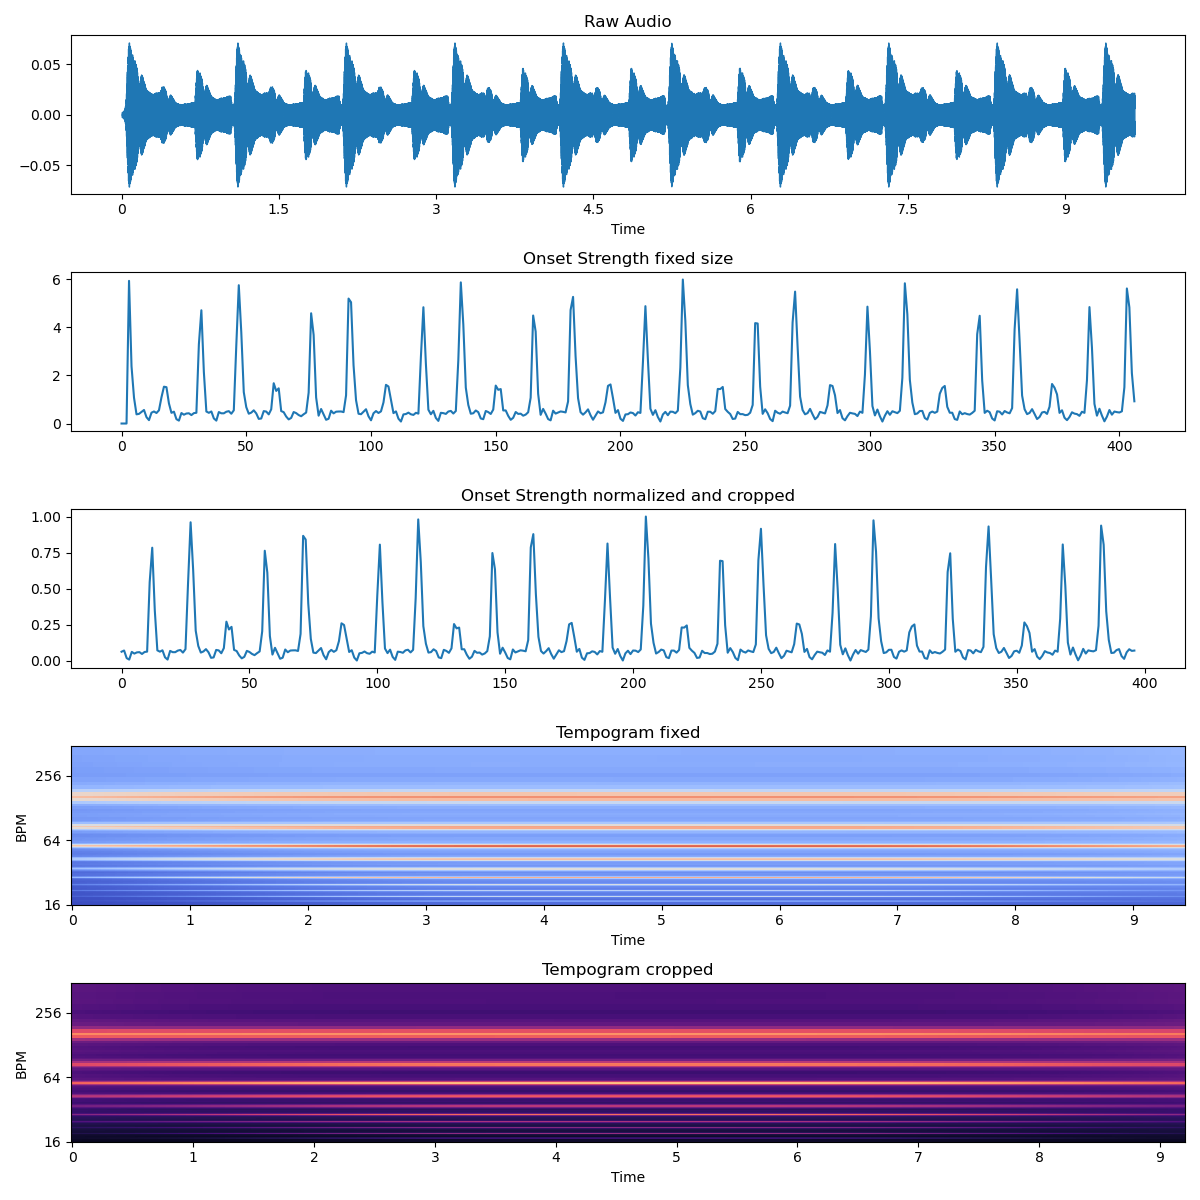 Raw Audio
0.05
0.00
−0.05
0 1.5 3 4.5 6 7.5 9
Time
Onset Strength fixed size
6
4
2
0
0 50 100 150 200 250 300 350 400
Onset Strength normalized and cropped
1.00
0.75
0.50
0.25
0.00
0 50 100 150 200 250 300 350 400
Tempogram fixed
256
64
16
BPM
0 1 2 3 4 5 6 7 8 9
Time
Tempogram cropped
256
64
16
BPM
0 1 2 3 4 5 6 7 8 9
Time